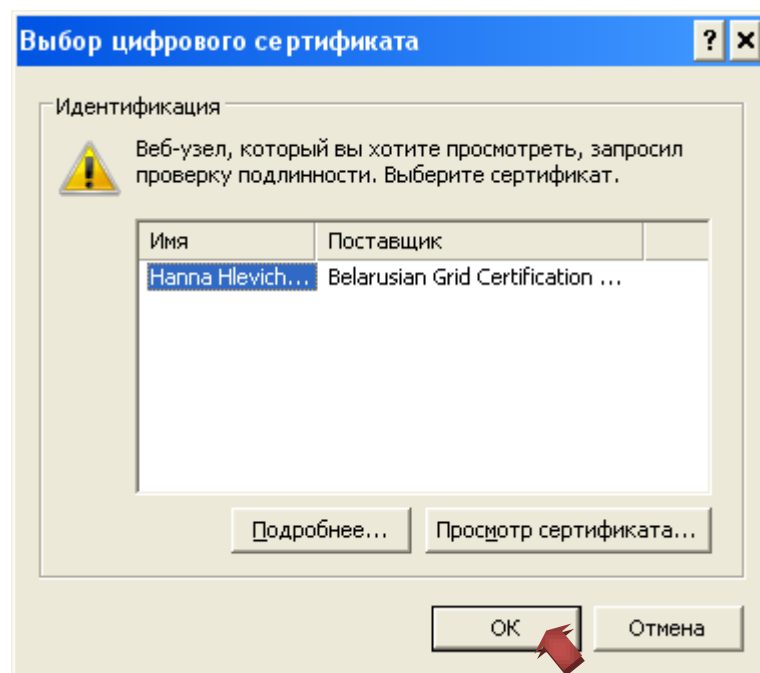 Выбор цифрового сертификата
Идентификация
Веб-узел, который вы хотите просмотреть, запросил
проверку подлинности. Выберите сертификат.
Имя Поставщик
Hanna Hlevich... Belarusian Grid Certification ...
Подробнее... Просмотр сертификата...
ОК Отмена